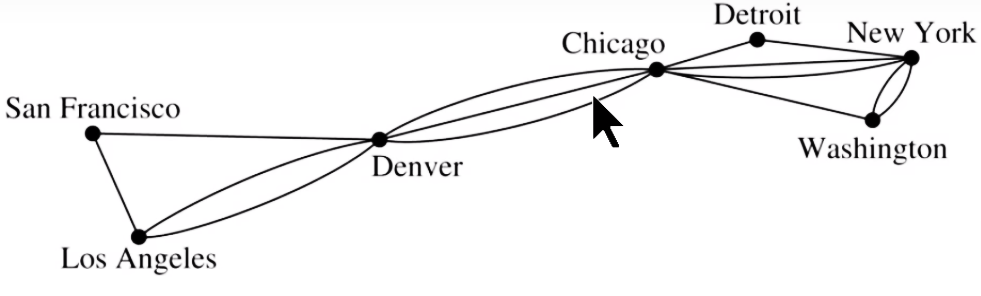 Detroit
New York
Chicago
San Francisco
Denver
Washington
Los Angeles